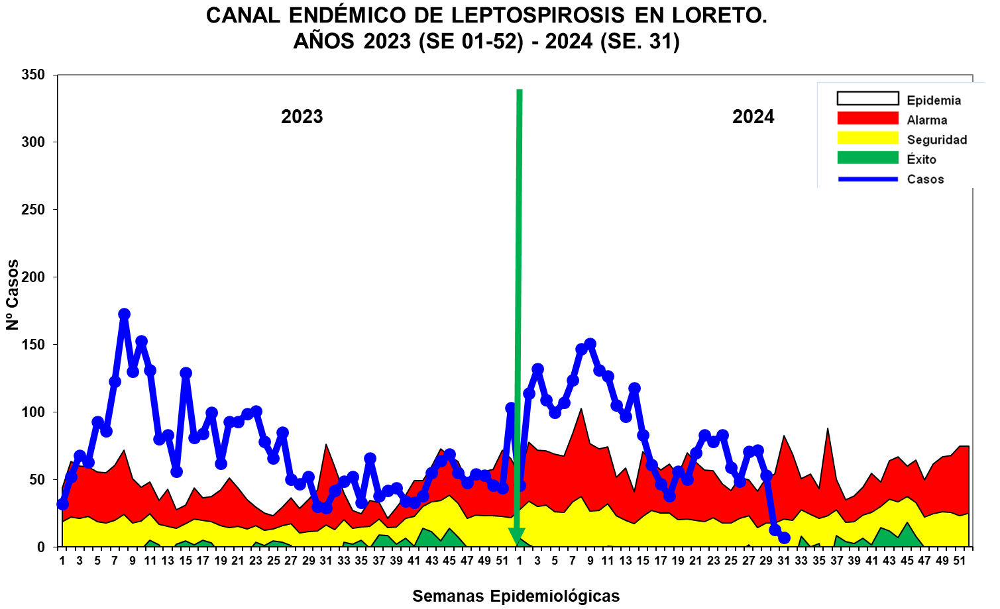 CANAL ENDÉMICO DE LEPTOSPIROSIS EN LORETO.
AÑOS 2023 (SE 01-52) - 2024 (SE. 31)
350
300
250
200
150
100
50
0
Nº Casos
2023
2024
Epidemia
Alarma
Seguridad
Éxito
Casos
1 3 5 7 9 11 13 15 17 19 21 23 25 27 29 31 33 35 37 39 41 43 45 47 49 51 1 3 5 7 9 11 13 15 17 19 21 23 25 27 29 31 33 35 37 39 41 43 45 47 49 51
Semanas Epidemiológicas